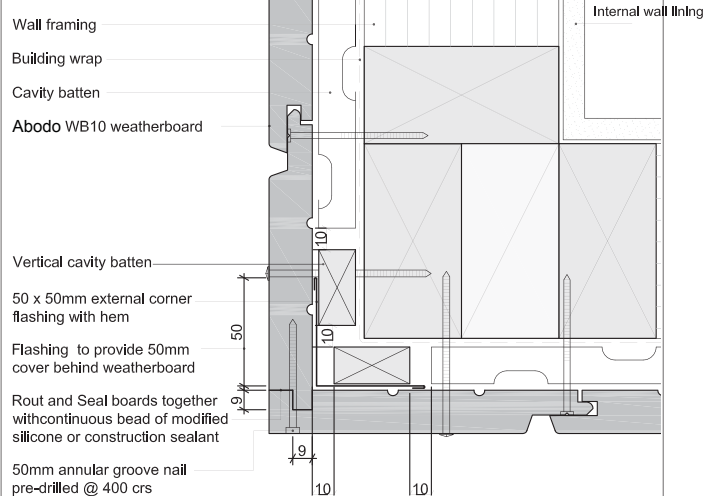 Internal wall lining
Wall framing
Building wrap
Cavity batten
Abodo WB10 weatherboard
10
Vertical cavity batten
50 x 50mm external corner
flashing with hem
10
50
Flashing to provide 50mm
cover behind weatherboard
9
Rout and Seal boards together
withcontinuous bead of modified
silicone or construction sealant
9
50mm annular groove nail
pre-drilled @ 400 crs
10
10